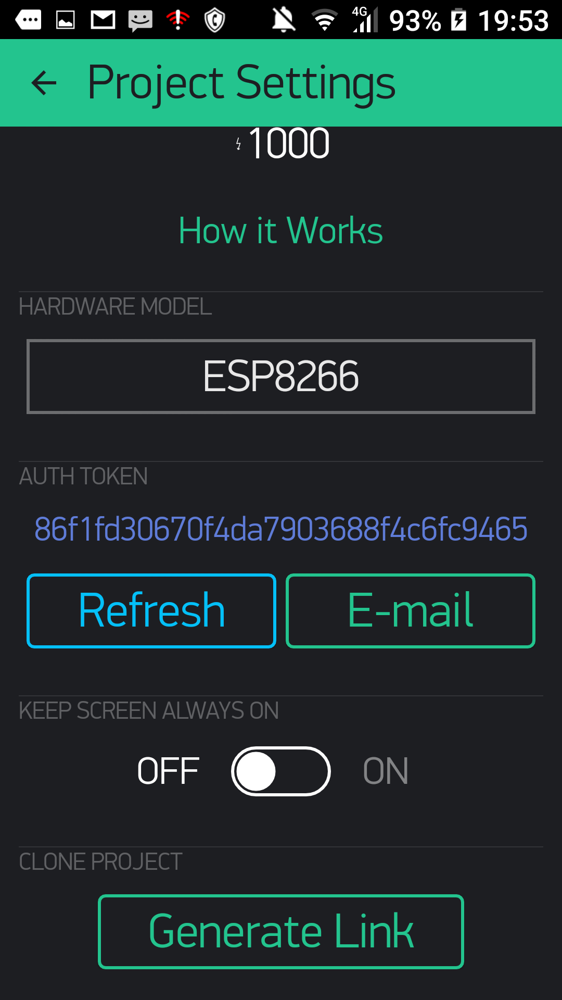 4G 93% 19:53
Project Settings
1000
How it Works
HARDWARE MODEL
ESP8266
AUTH TOKEN
86f1fd30670f4da7903688f4c6fc9465
Refresh E-mail
KEEP SCREEN ALWAYS ON
OFF ON
CLONE PROJECT
Generate Link